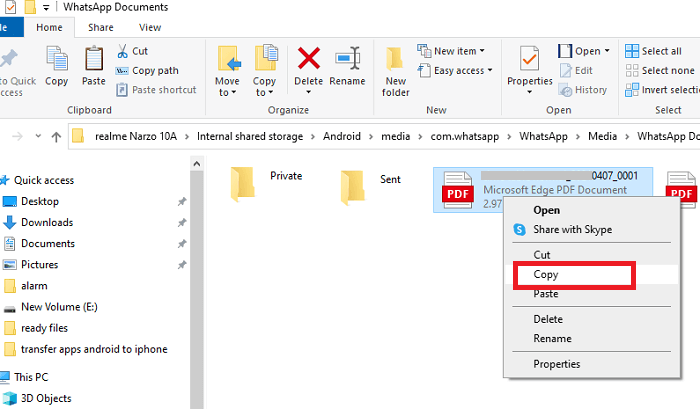 WhatsApp Documents
Home Share View
to Quick access
Copy
Paste
Cut
Copy path
Paste shortcut
Clipboard
Move to
Copy to
Delete
Rename
Organize
New folder
New item
Easy access
New
Properties
Open
Edit
History
Open
Select all
Select none
Invert selectio
Select
realme Narzo 10A > Internal shared storage > Android > media > com.whatsapp > WhatsApp > Media > WhatsApp Do
Quick access
Desktop
Downloads
Documents
Pictures
alarm
New Volume (E:)
ready files
transfer apps android to iphone
This PC
3D Objects
Private
Sent
PDF
0407_0001
Microsoft Edge PDF Document
2.97
PDF
Open
Share with Skype
Cut
Copy
Paste
Delete
Rename
Properties